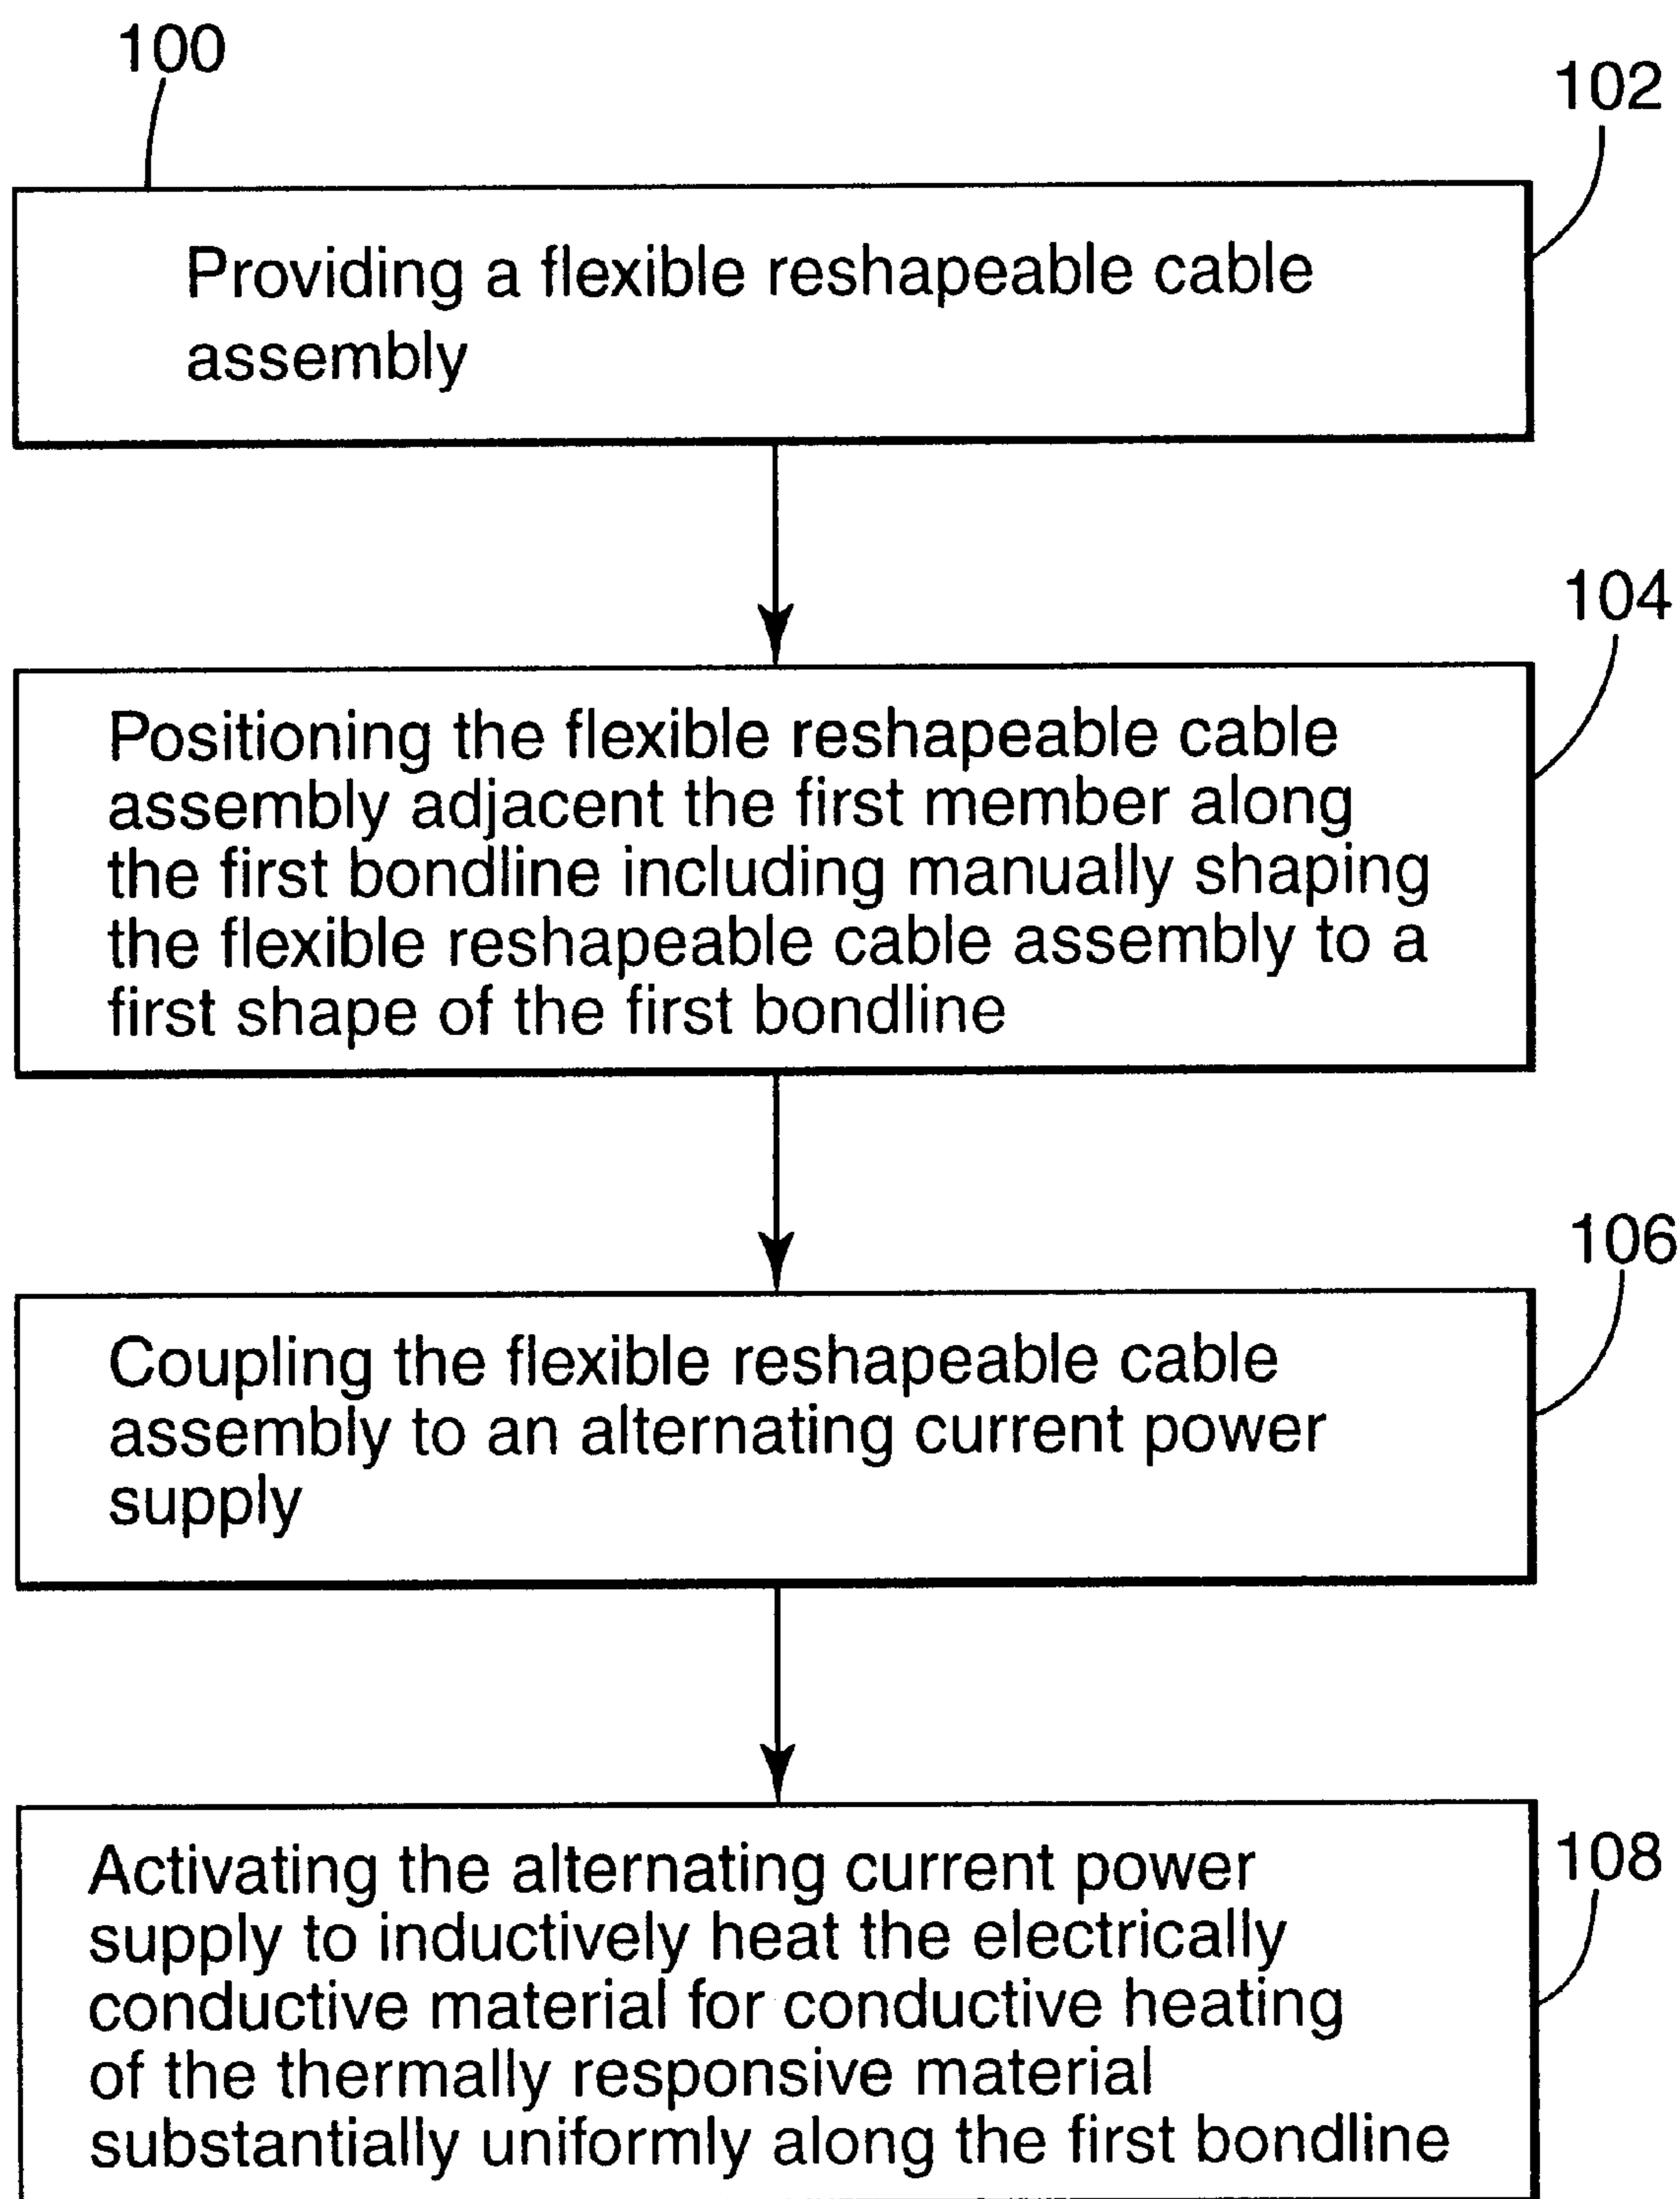 100
102
Providing a flexible reshapeable cable
assembly
104
Positioning the flexible reshapeable cable
assembly adjacent the first member along
the first bondline including manually shaping
the flexible reshapeable cable assembly to a
first shape of the first bondline
106
Coupling the flexible reshapeable cable
assembly to an alternating current power
supply
108
Activating the alternating current power
supply to inductively heat the electrically
conductive material for conductive heating
of the thermally responsive material
substantially uniformly along the first bondline